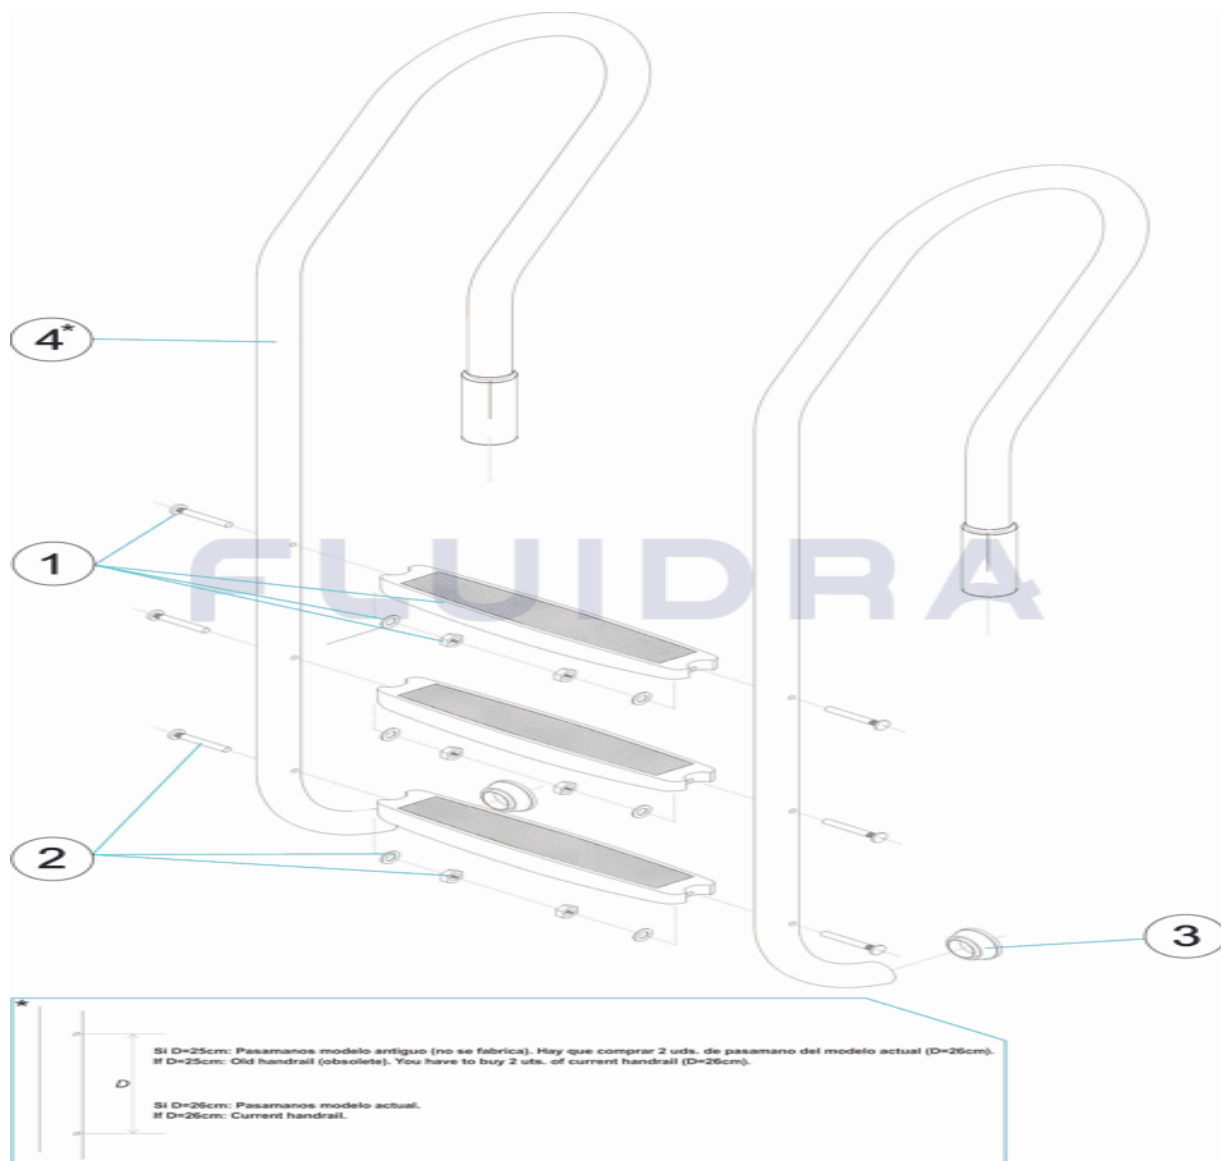 4*
1
FLUIDRA
2
3
*
Si D=25cm: Pasamanos modelo antiguo (no se fabrica). Hay que comprar 2 uds. de pasamano del modelo actual (D=26cm).
If D=25cm: Old handrail (obsolete). You have to buy 2 uts. of current handrail (D=26cm).
D
Si D=26cm: Pasamanos modelo actual.
If D=26cm: Current handrail.